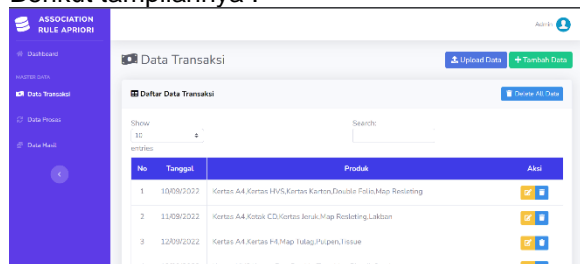 Berikut tampilannya :
ASSOCIATION
RULE APRIORI
Admin
Dashboard
Data Transaksi
Upload Data
+ Tambah Data
MASTER DATA
Data Transaksi
Daftar Data Transaksi
Delete All Data
Data Proses
Show
Search:
10
Data Hasil
entries
No Tanggal Produk Aksi
1 10/09/2022 Kertas A4,Kertas HVS,Kertas Karton,Double Folio,Map Resleting
2 11/09/2022 Kertas A4,Kotak CD,Kertas Jeruk,Map Resleting,Lakban
3 12/09/2022 Kertas A4,Kertas F4,Map Tulag,Pulpen,Tissue